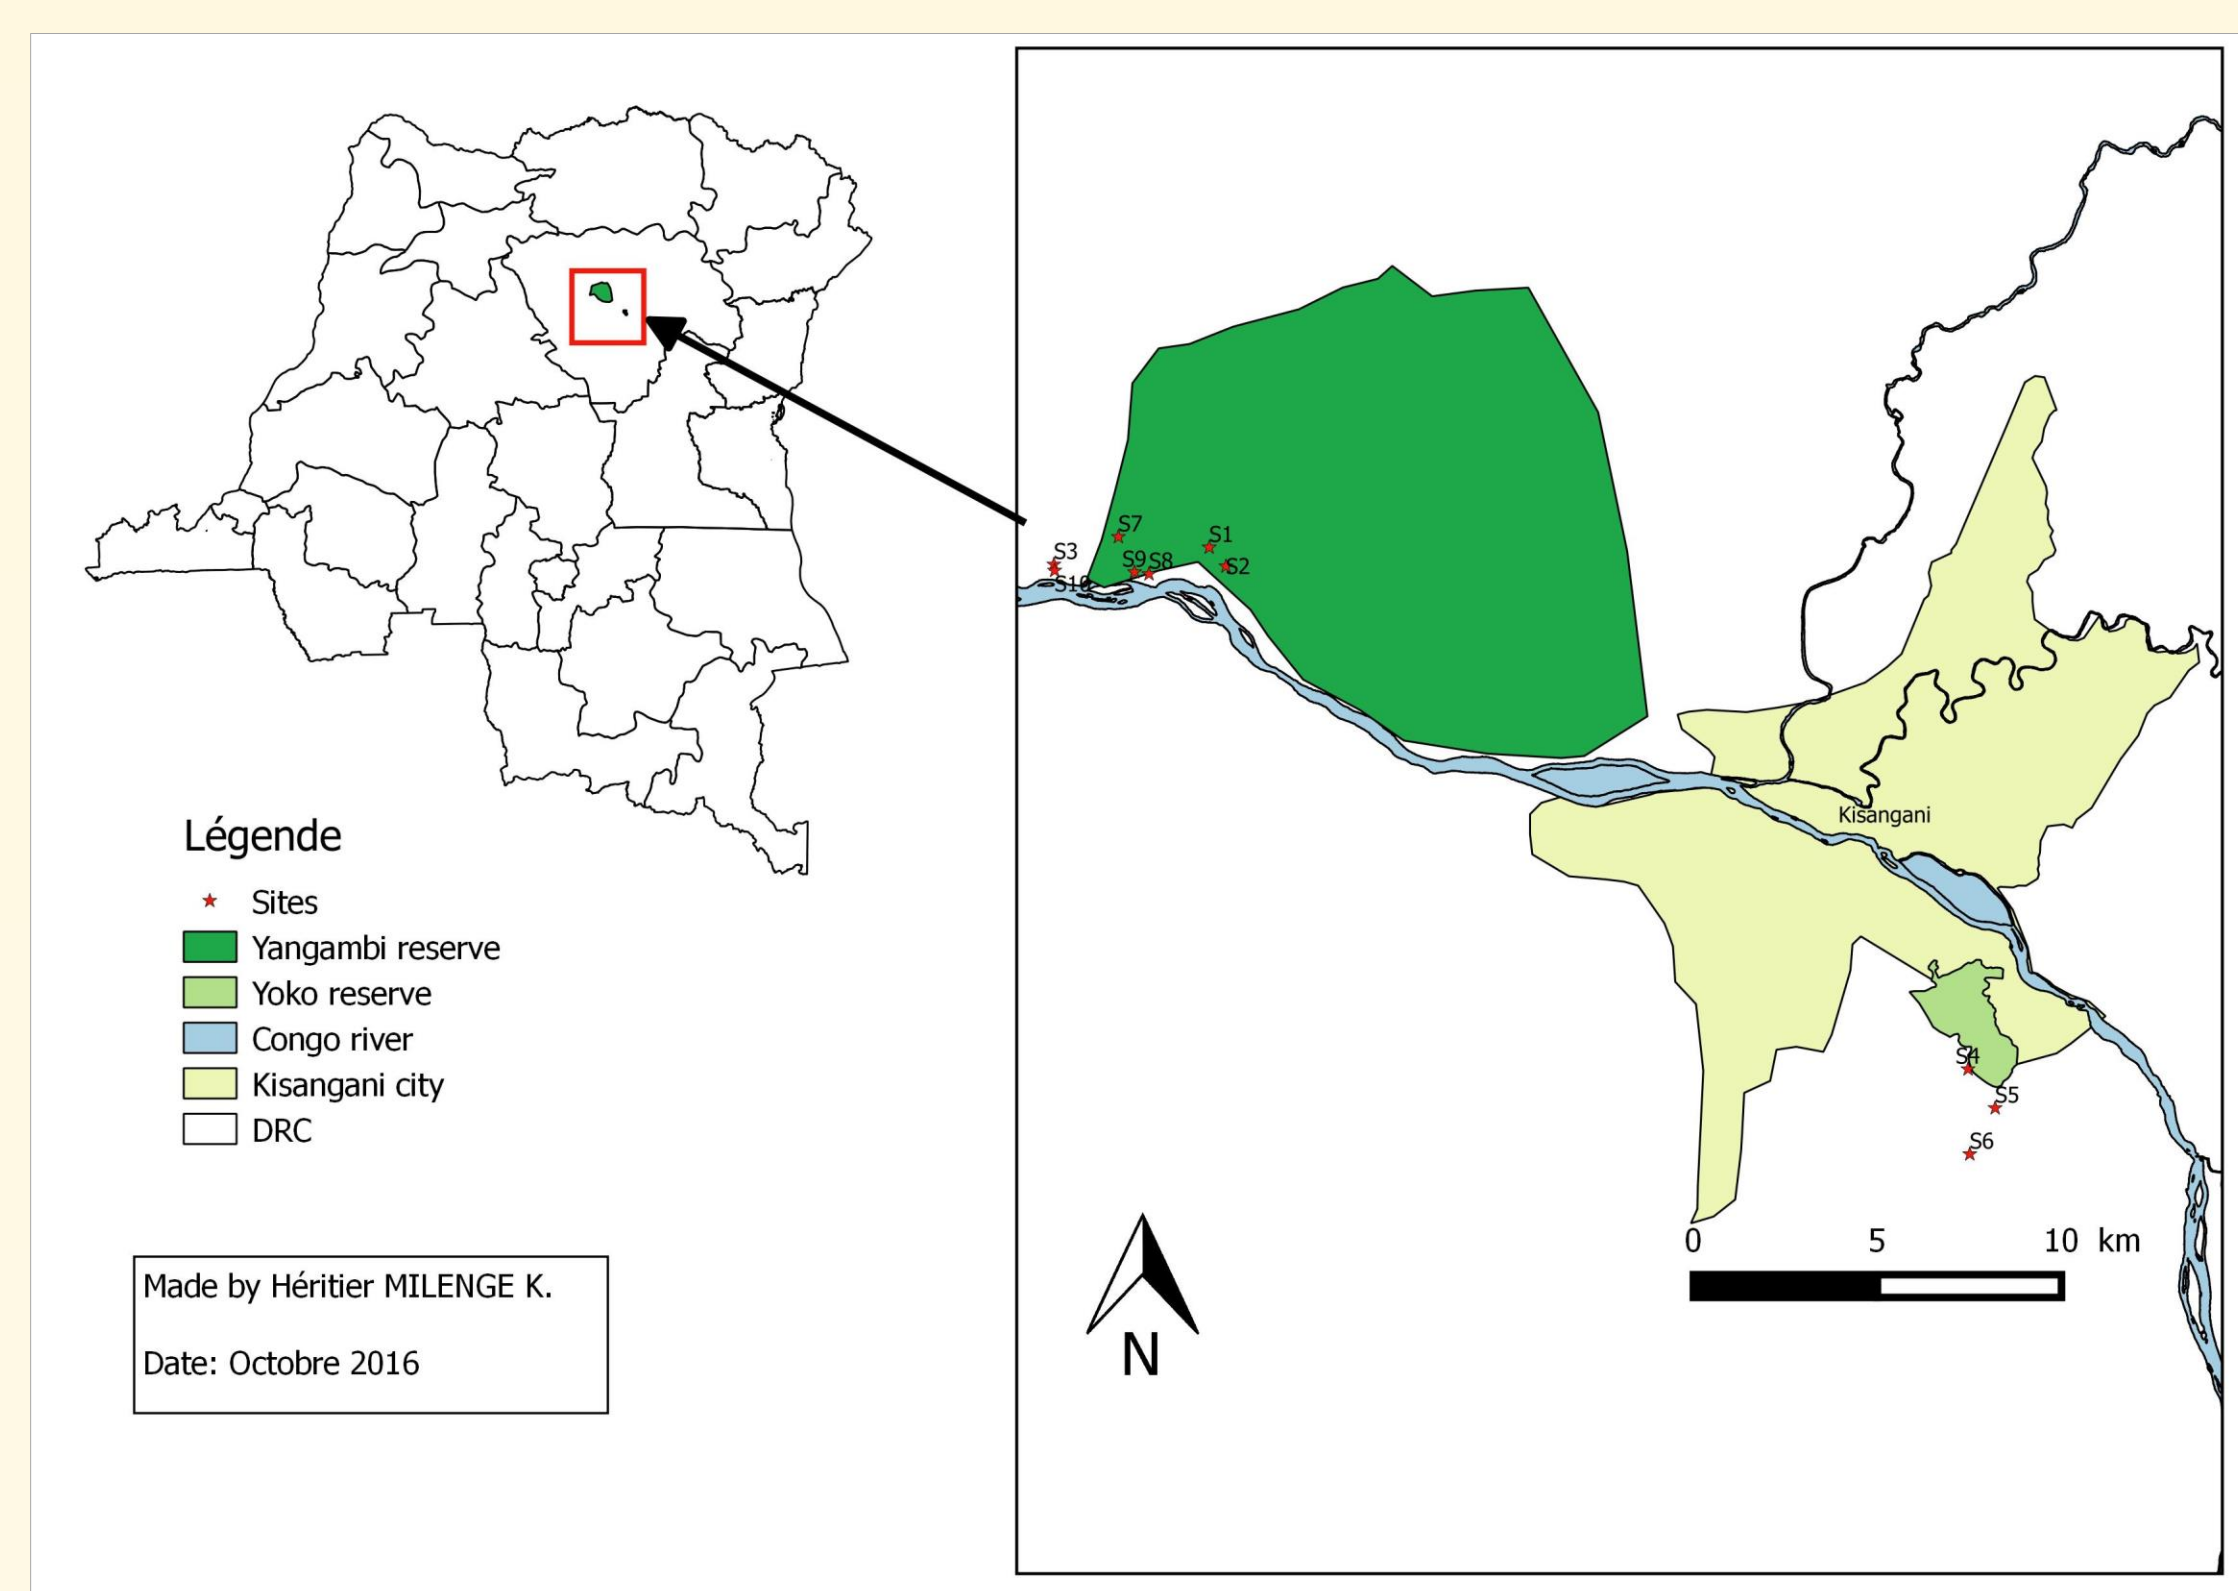 Légende
Sites
Yangambi reserve
Yoko reserve
Congo river
Kisangani city
DRC
Made by Héritier MILENGE K.
Date: Octobre 2016
S7
S1
S3
S9
S8
S2
S10
Kisangani
S4
S5
S6
0 5 10 km
N